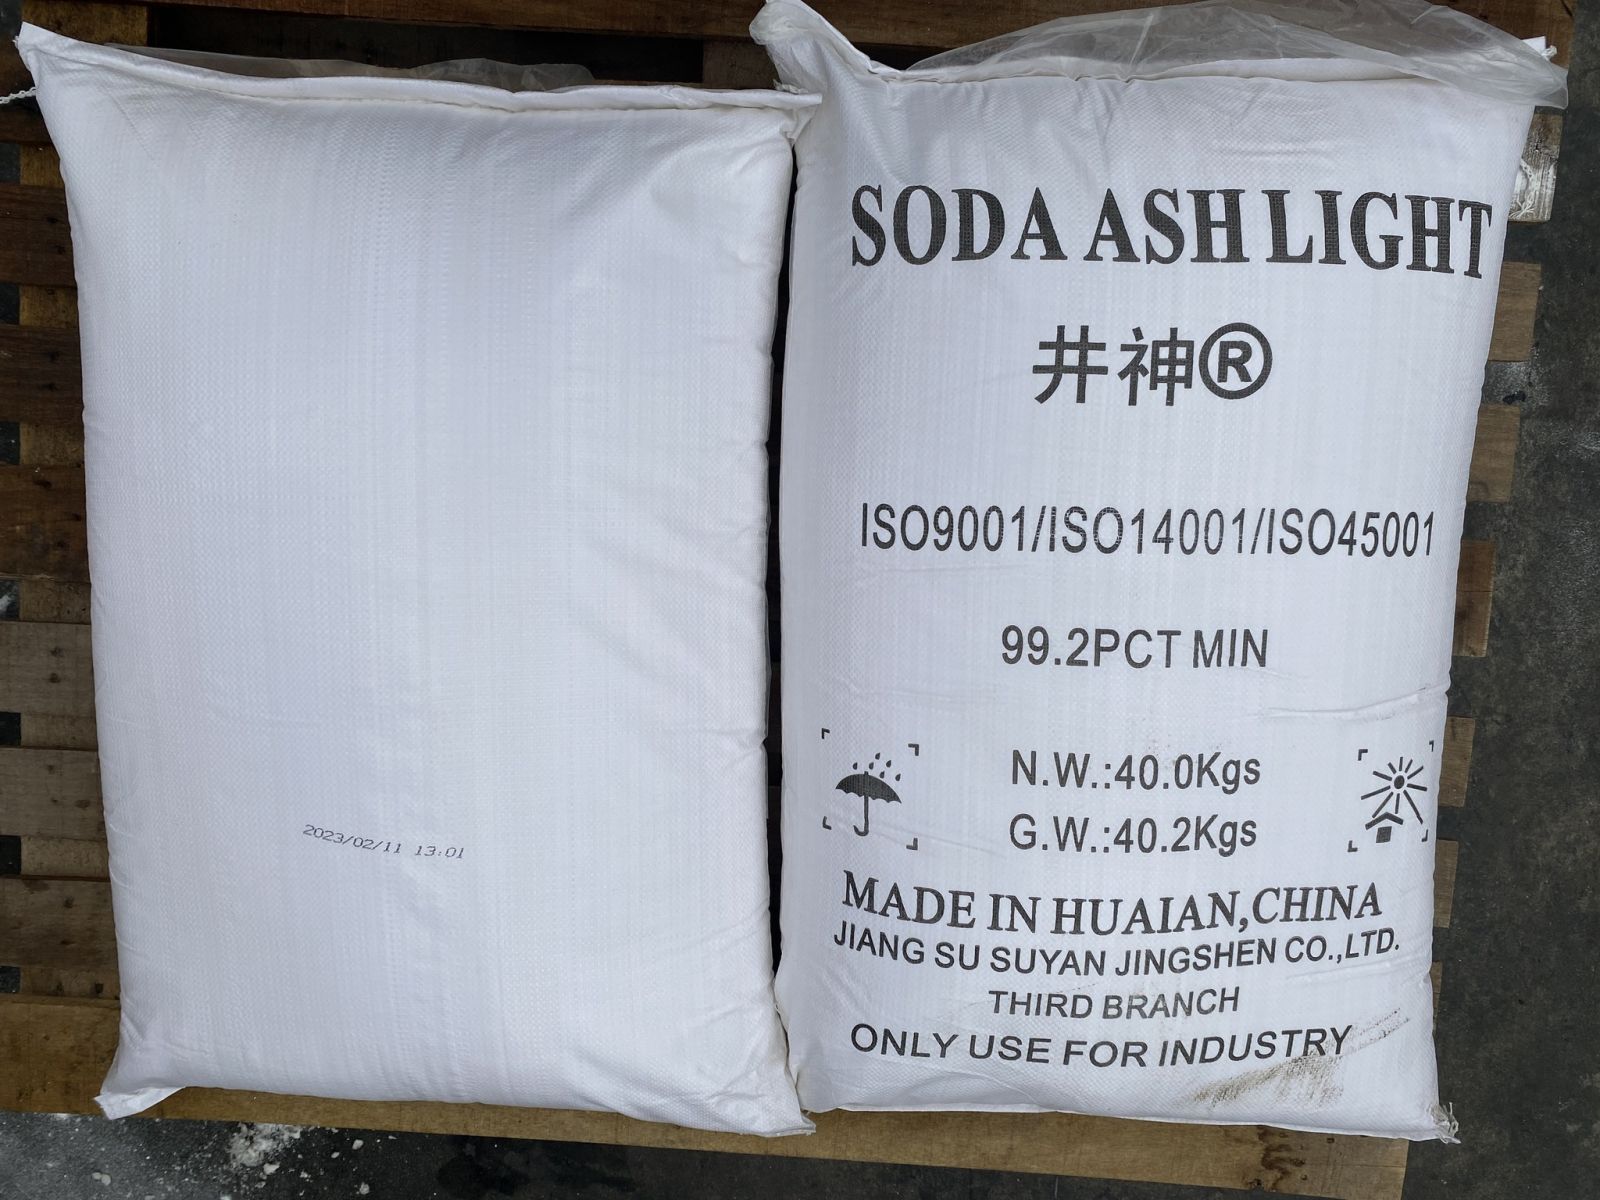 2023/02/11 13:01
SODA ASH LIGHT
井神®
ISO9001/ISO14001/ISO45001
99.2PCT MIN
N.W.:40.0Kgs
G.W.:40.2Kgs
MADE IN HUAIAN,CHINA
JIANG SU SUYAN JINGSHEN CO.,LTD.
THIRD BRANCH
ONLY USE FOR INDUSTRY